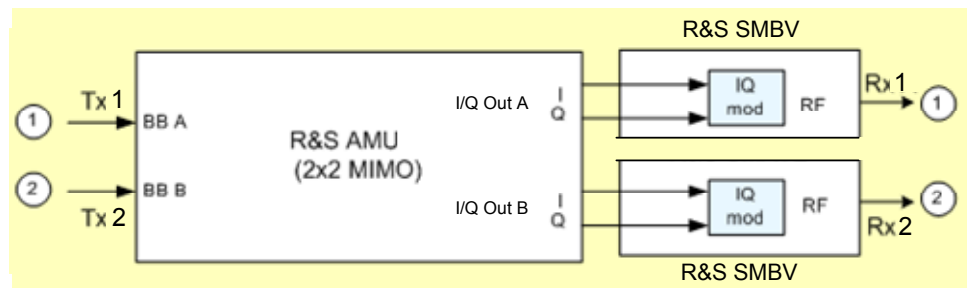 R&S SMBV
1
Tx 1
BB A
R&S AMU
(2x2 MIMO)
I/Q Out A
I
Q
IQ
mod
RF
Rx 1
1
2
Tx 2
BB B
I/Q Out B
I
Q
IQ
mod
RF
Rx 2
2
R&S SMBV